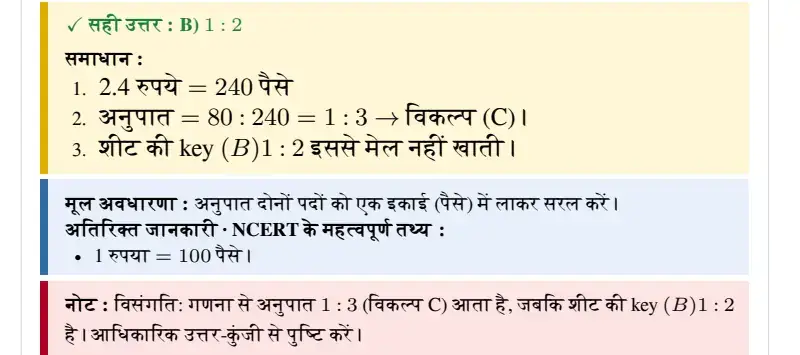 ✓ सही उत्तर : B) 1 : 2
समाधान :
1. 2.4 रुपये = 240 पैसे
2. अनुपात = 80 : 240 = 1 : 3 → विकल्प (C)।
3. शीट की key (B)1 : 2 इससे मेल नहीं खाती।
मूल अवधारणा : अनुपात दोनों पदों को एक इकाई (पैसे) में लाकर सरल करें।
अतिरिक्त जानकारी · NCERT के महत्वपूर्ण तथ्य :
• 1 रुपया = 100 पैसे।
नोट : विसंगति: गणना से अनुपात 1 : 3 (विकल्प C) आता है, जबकि शीट की key (B)1 : 2
है। आधिकारिक उत्तर-कुंजी से पुष्टि करें।